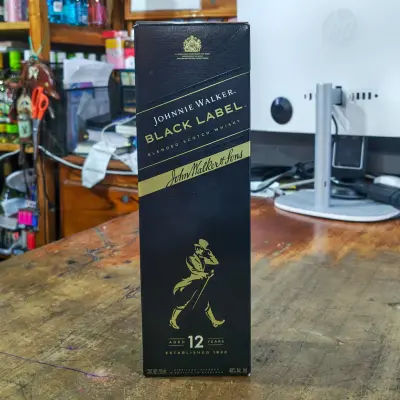 JOHNNIE WALKER
BLACK LABEL
BLENDED SCOTCH WHISKY
John Walker & Sons
AGED 12 YEARS
ESTABLISHED 1820